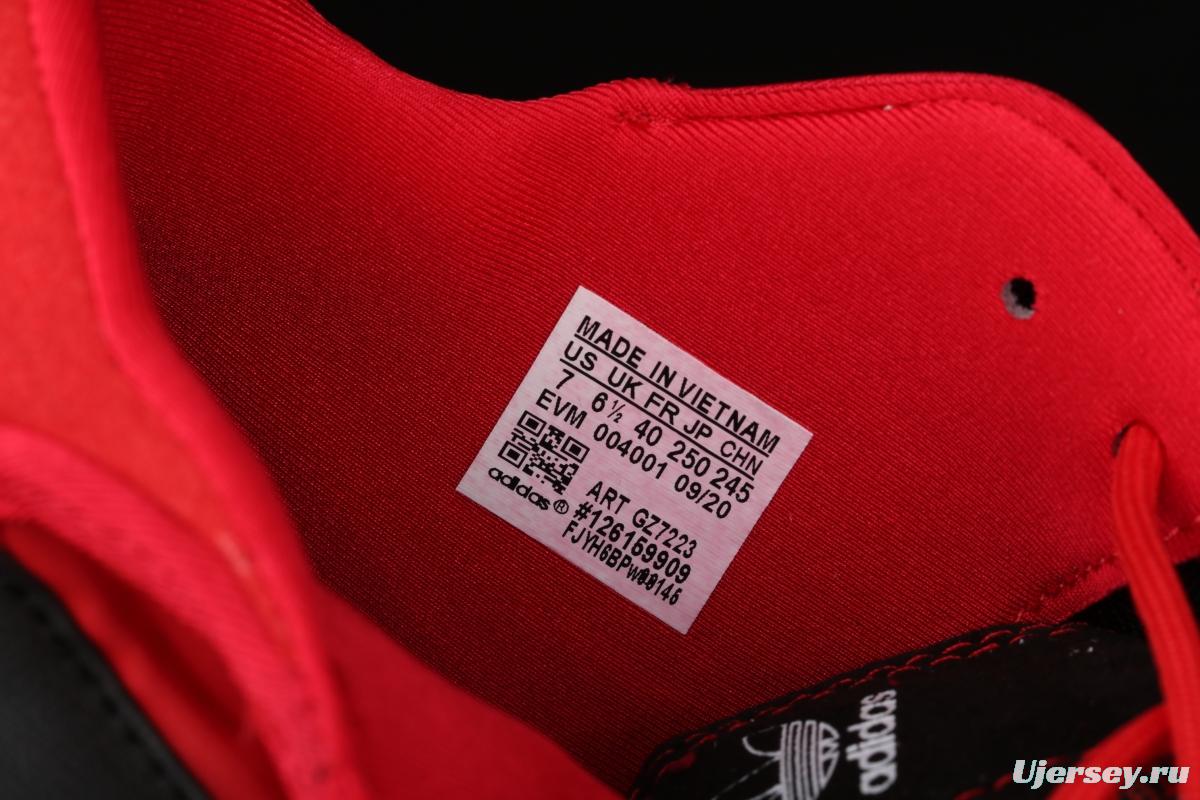 MADE IN VIETNAM
US UK FR JP CHN
7 6½ 40 250 245
EVM 004001 09/20
adidas®
ART GZ7223
#126159909
adidas
Ujersey.ru